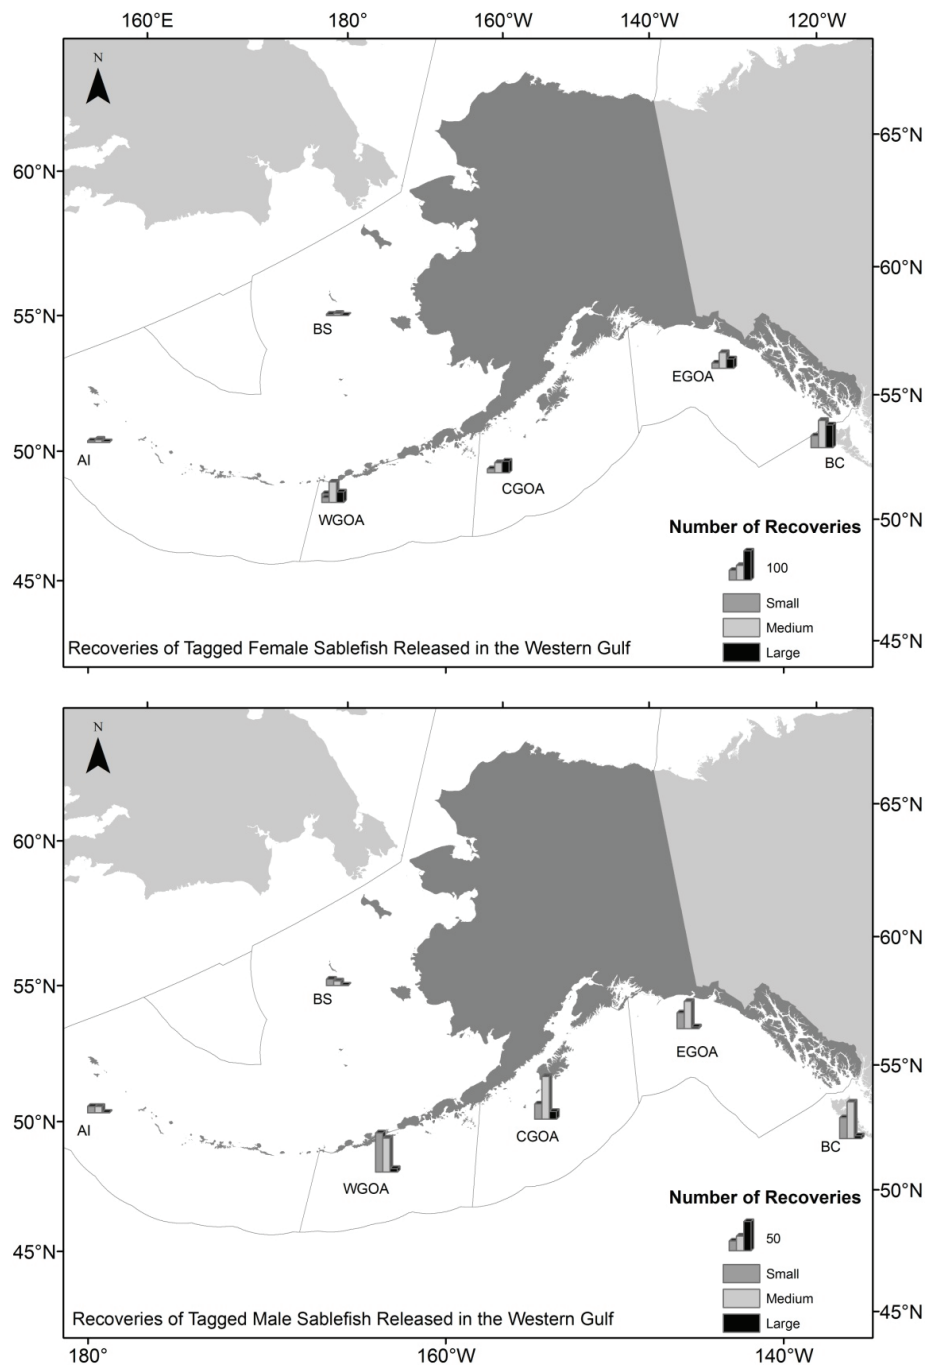 160°E 180° 160°W 140°W 120°W
N
65°N
60°N
60°N
55°N
BS
EGOA
55°N
50°N
AI
BC
CGOA
WGOA
50°N
Number of Recoveries
100
45°N
Small
Medium
45°N
Recoveries of Tagged Female Sablefish Released in the Western Gulf
Large
N
65°N
60°N
60°N
55°N
BS
EGOA
55°N
50°N
AI
CGOA
BC
WGOA
50°N
Number of Recoveries
50
45°N
Small
Medium
45°N
Recoveries of Tagged Male Sablefish Released in the Western Gulf
Large
180° 160°W 140°W